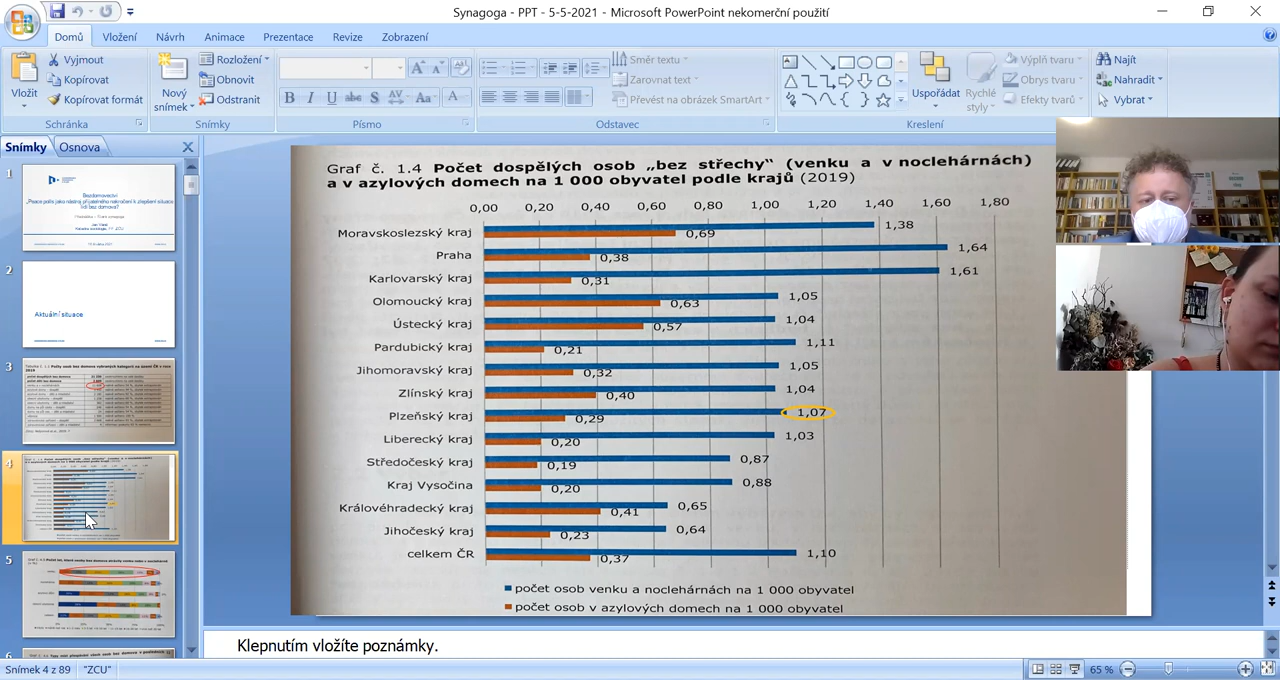 Synagoga - PPT - 5-5-2021 - Microsoft PowerPoint nekomerční použití
Domů Vložení Návrh Animace Prezentace Revize Zobrazení
Vložit
Vyjmout
Kopírovat
Kopírovat formát
Schránka
Nový snímek
Rozložení
Obnovit
Odstranit
Snímky
B I U abc S AV Aa A
Písmo
Směr textu
Zarovnat text
Převést na obrázek SmartArt
Odstavec
Uspořádat
Rychlé styly
Výplň tvaru
Obrys tvaru
Efekty tvarů
Kreslení
Najít
Nahradit
Vybrat
Snímky Osnova
1
2
Aktuální situace
3
4
5
6
Graf č. 1.4 Počet dospělých osob „bez střechy“ (venku a v noclehárnách)
a v azylových domech na 1 000 obyvatel podle krajů (2019)
0,00 0,20 0,40 0,60 0,80 1,00 1,20 1,40 1,60 1,80
Moravskoslezský kraj 1,38 0,69
Praha 1,64 0,38
Karlovarský kraj 1,61 0,31
Olomoucký kraj 1,05 0,63
Ústecký kraj 1,04 0,57
Pardubický kraj 1,11 0,21
Jihomoravský kraj 1,05 0,32
Zlínský kraj 1,04 0,40
Plzeňský kraj 1,07 0,29
Liberecký kraj 1,03 0,20
Středočeský kraj 0,87 0,19
Kraj Vysočina 0,88 0,20
Královéhradecký kraj 0,65 0,41
Jihočeský kraj 0,64 0,23
celkem ČR 1,10 0,37
počet osob venku a noclehárnách na 1 000 obyvatel
počet osob v azylových domech na 1 000 obyvatel
Klepnutím vložíte poznámky.
Snímek 4 z 89 "ZCU" 65 %